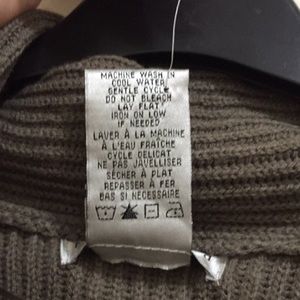 MACHINE WASH IN
COOL WATER
GENTLE CYCLE
DO NOT BLEACH
LAY FLAT
IRON ON LOW
IF NEEDED
LAVER À LA MACHINE
À L'EAU FRAÎCHE
CYCLE DELICAT
NE PAS JAVELLISER
SÉCHER À PLAT
REPASSER À FER
BAS SI NÉCESSAIRE